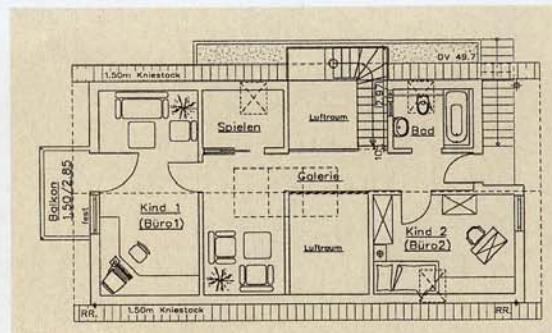 OV 49.7
1.50m Kniestock
Luftraum
Spielen
Bad
Galerie
Balkon
1.50/2.85
fest
Kind 1
(Büro1)
Luftraum
Kind 2
(Büro2)
RR.
1.50m Kniestock
RR.